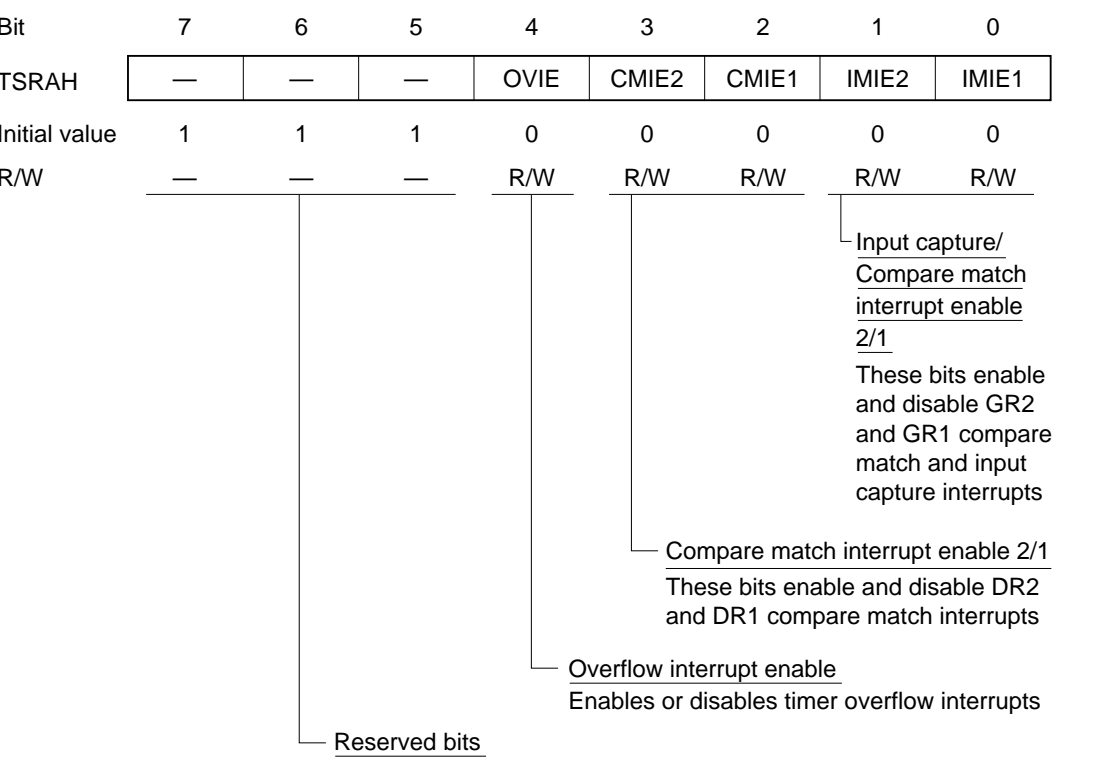 Bit 7 6 5 4 3 2 1 0
TSRAH — — — OVIE CMIE2 CMIE1 IMIE2 IMIE1
Initial value 1 1 1 0 0 0 0 0
R/W — — — R/W R/W R/W R/W R/W
Input capture/
Compare match
interrupt enable
2/1
These bits enable
and disable GR2
and GR1 compare
match and input
capture interrupts
Compare match interrupt enable 2/1
These bits enable and disable DR2
and DR1 compare match interrupts
Overflow interrupt enable
Enables or disables timer overflow interrupts
Reserved bits